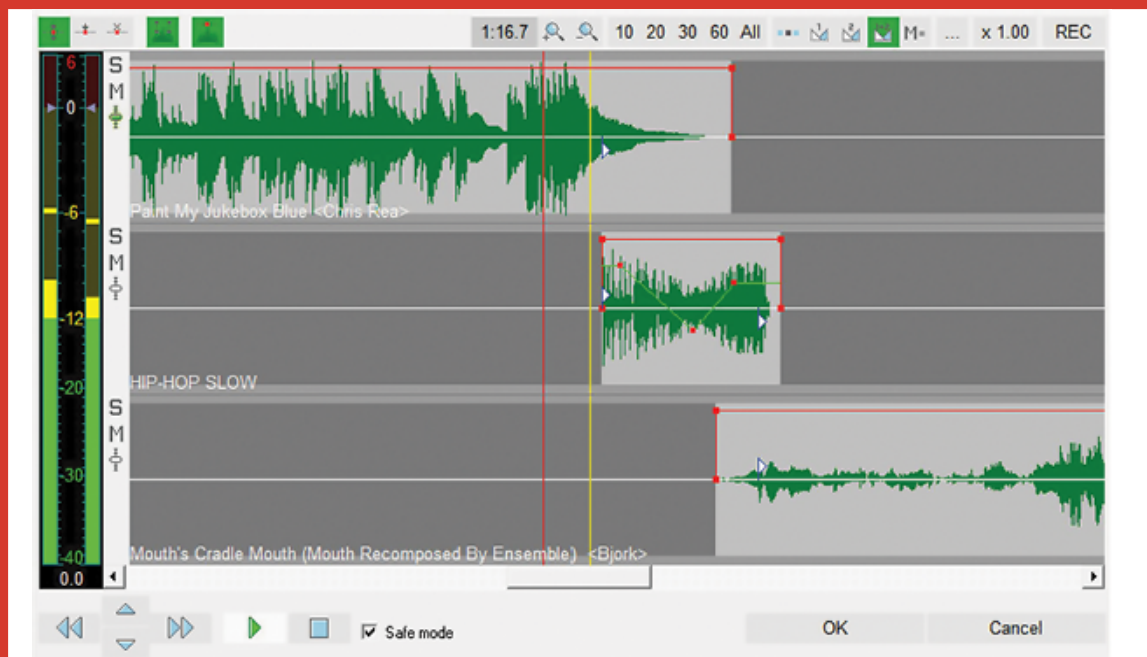 1:16.7 10 20 30 60 All M- ... x 1.00 REC
6
0
-6
-12
-20
-30
-40
0.0
S
M
Paint My Jukebox Blue <Chris Rea>
S
M
HIP-HOP SLOW
S
M
Mouth's Cradle Mouth (Mouth Recomposed By Ensemble) <Bjork>
Safe mode
OK Cancel